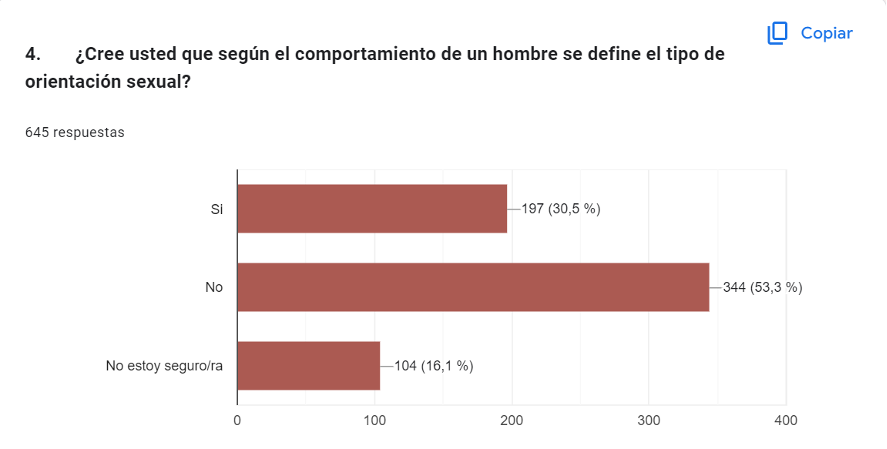 Copiar
4. ¿Cree usted que según el comportamiento de un hombre se define el tipo de
orientación sexual?
645 respuestas
Si
197 (30,5 %)
No
344 (53,3 %)
No estoy seguro/ra
104 (16,1 %)
0 100 200 300 400